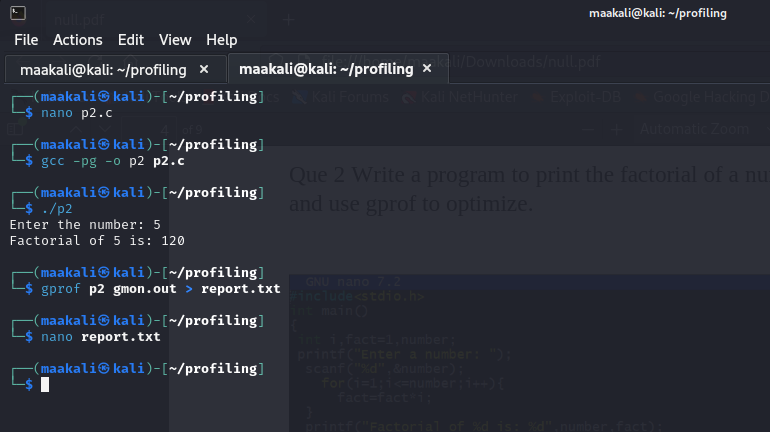 null.pdf
maakali@kali: ~/profiling
File Actions Edit View Help
maakali@kali: ~/profiling × maakali@kali: ~/profiling ×
/Downloads/null.pdf
Kali Forums Kali NetHunter Exploit-DB Google Hacking D
┌──(maakali㉿kali)-[~/profiling]
└─$ nano p2.c
Automatic Zoom
┌──(maakali㉿kali)-[~/profiling]
└─$ gcc -pg -o p2 p2.c
Que 2 Write a program to print the factorial of a nu
and use gprof to optimize.
┌──(maakali㉿kali)-[~/profiling]
└─$ ./p2
Enter the number: 5
Factorial of 5 is: 120
┌──(maakali㉿kali)-[~/profiling]
└─$ gprof p2 gmon.out > report.txt
┌──(maakali㉿kali)-[~/profiling]
└─$ nano report.txt
┌──(maakali㉿kali)-[~/profiling]
└─$
GNU nano 7.2
#include<stdio.h>
int main()
{
int i,fact=1,number;
printf("Enter a number: ");
scanf("%d",&number);
for(i=1;i<=number;i++){
}
printf("Factorial of %d is: %d",number,fact);